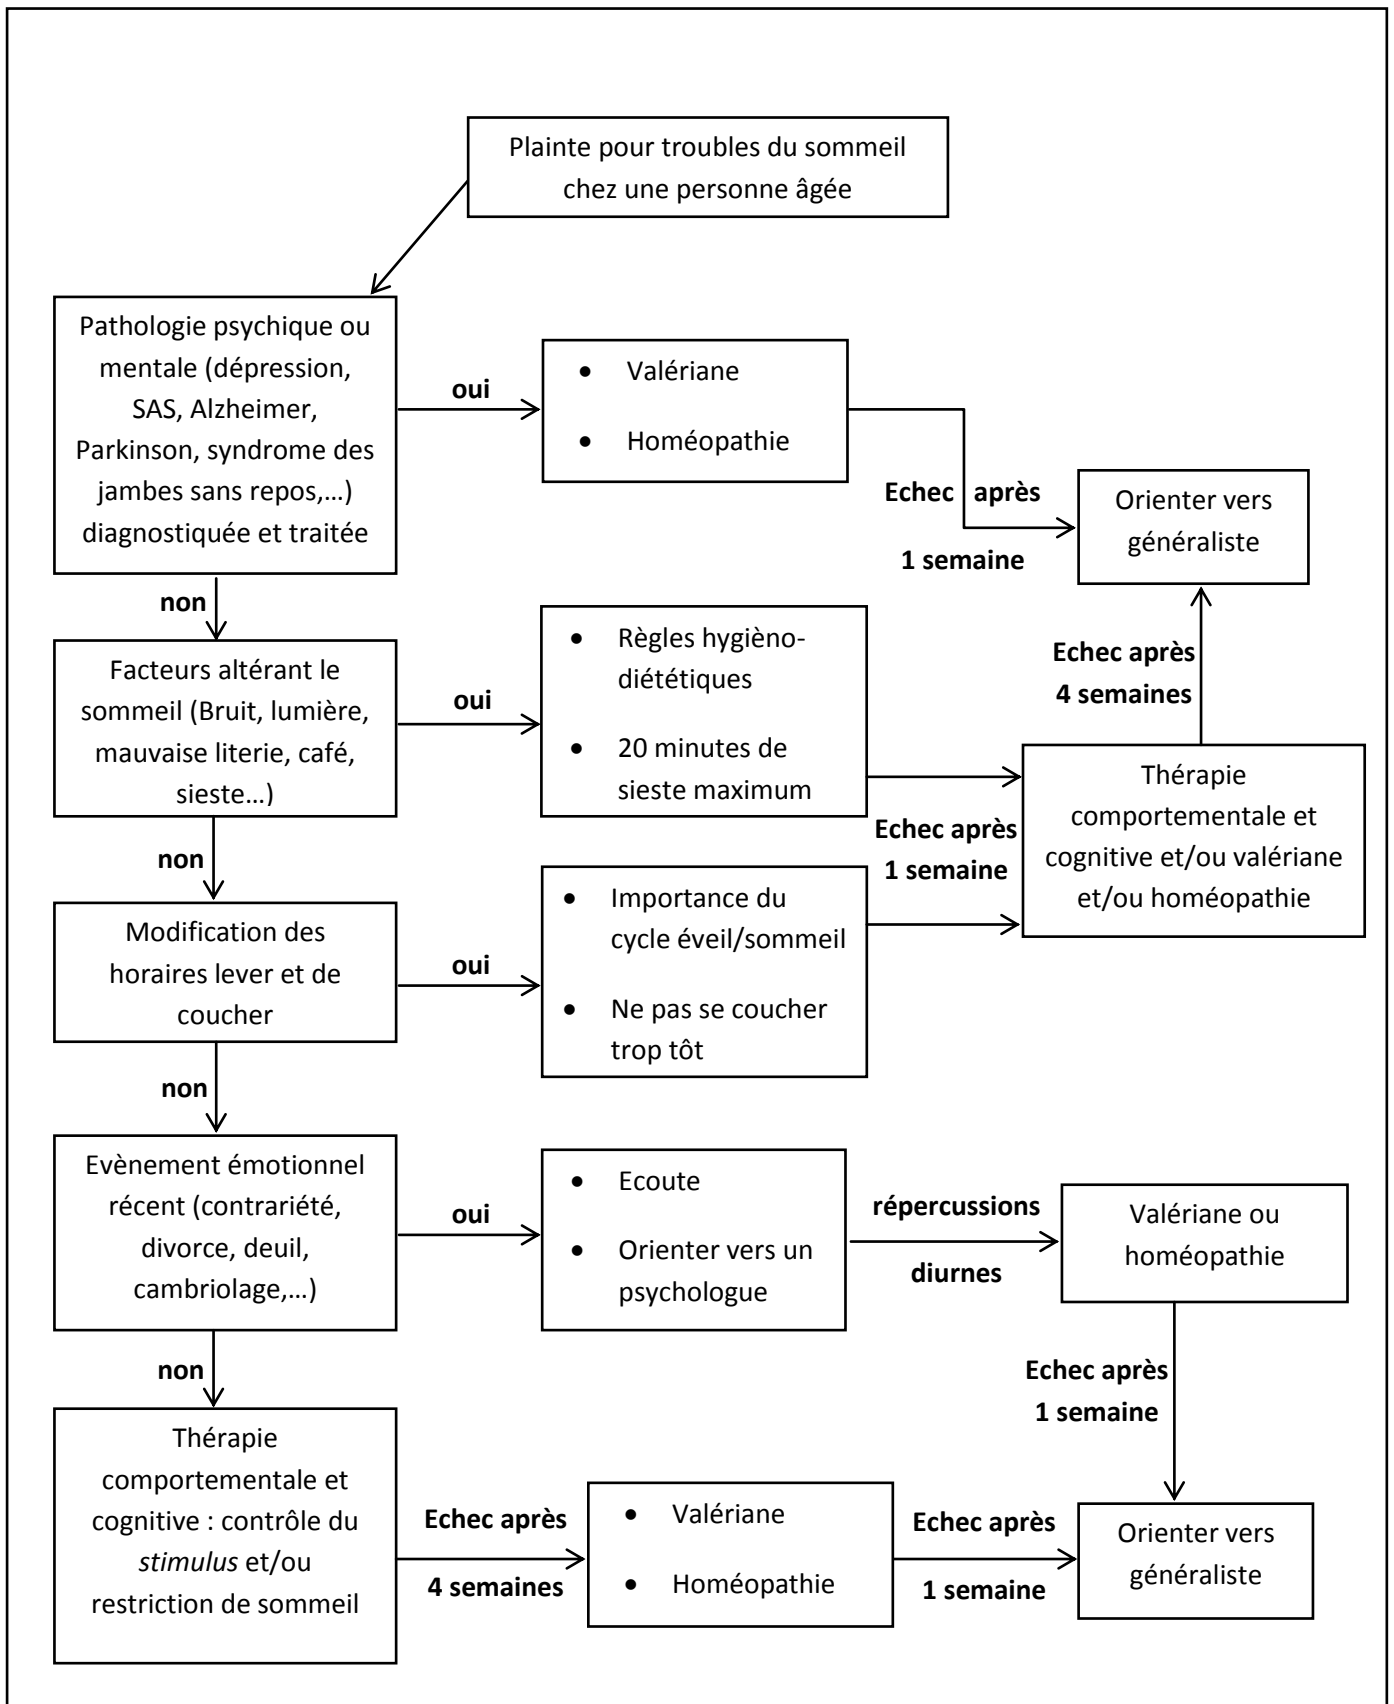 Plainte pour troubles du sommeil
chez une personne âgée
Pathologie psychique ou
mentale (dépression,
SAS, Alzheimer,
Parkinson, syndrome des
jambes sans repos,…)
diagnostiquée et traitée
oui
• Valériane
• Homéopathie
Echec après
1 semaine
Orienter vers
généraliste
non
Facteurs altérant le
sommeil (Bruit, lumière,
mauvaise literie, café,
sieste…)
oui
• Règles hygièno-
diététiques
• 20 minutes de
sieste maximum
Echec après
1 semaine
Thérapie
comportementale et
cognitive et/ou valériane
et/ou homéopathie
Echec après
4 semaines
non
Modification des
horaires lever et de
coucher
oui
• Importance du
cycle éveil/sommeil
• Ne pas se coucher
trop tôt
non
Evènement émotionnel
récent (contrariété,
divorce, deuil,
cambriolage,…)
oui
• Ecoute
• Orienter vers un
psychologue
répercussions
diurnes
Valériane ou
homéopathie
Echec après
1 semaine
non
Thérapie
comportementale et
cognitive : contrôle du
stimulus et/ou
restriction de sommeil
Echec après
4 semaines
• Valériane
• Homéopathie
Echec après
1 semaine
Orienter vers
généraliste